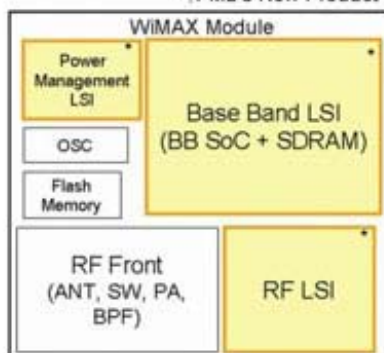 WiMAX Module
*
Power
Management
LSI
*
Base Band LSI
(BB SoC + SDRAM)
OSC
Flash
Memory
RF Front
(ANT, SW, PA,
BPF)
*
RF LSI